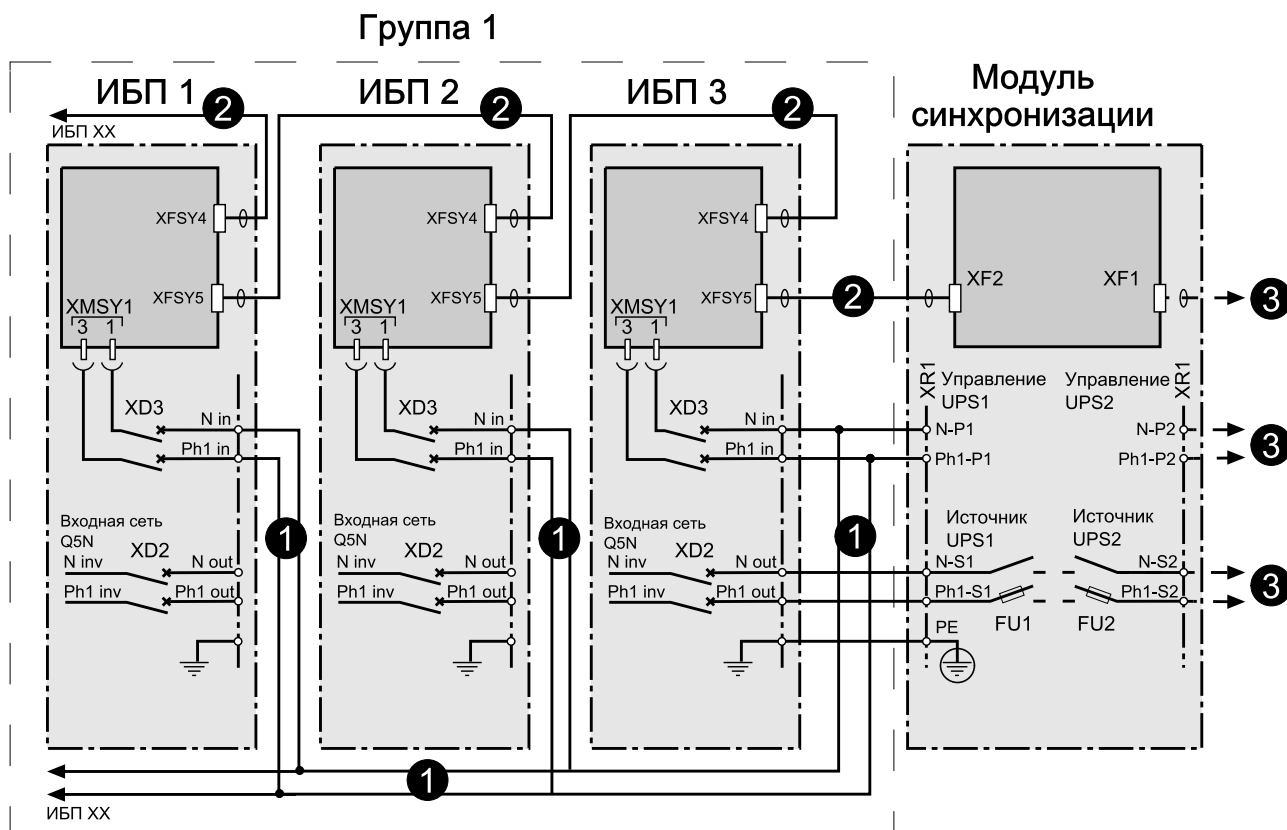 Группа 1
ИБП 1
2
ИБП 2
2
ИБП 3
2
Модуль
синхронизации
ИБП XX
XFSY4
XFSY4
XFSY4
XFSY5
XFSY5
XFSY5
2
XF2
XF1
3
XMSY1
3 1
XMSY1
3 1
XMSY1
3 1
XR1
Управление
UPS1
Управление
UPS2
XR1
XD3
N in
Ph1 in
XD3
N in
Ph1 in
XD3
N in
Ph1 in
N-P1
Ph1-P1
N-P2
Ph1-P2
3
1
1
1
Входная сеть
Q5N
XD2
N inv
N out
Ph1 inv
Ph1 out
Входная сеть
Q5N
XD2
N inv
N out
Ph1 inv
Ph1 out
Входная сеть
Q5N
XD2
N inv
N out
Ph1 inv
Ph1 out
Источник
UPS1
Источник
UPS2
N-S1
N-S2
Ph1-S1
Ph1-S2
3
FU1
FU2
PE
1
ИБП XX